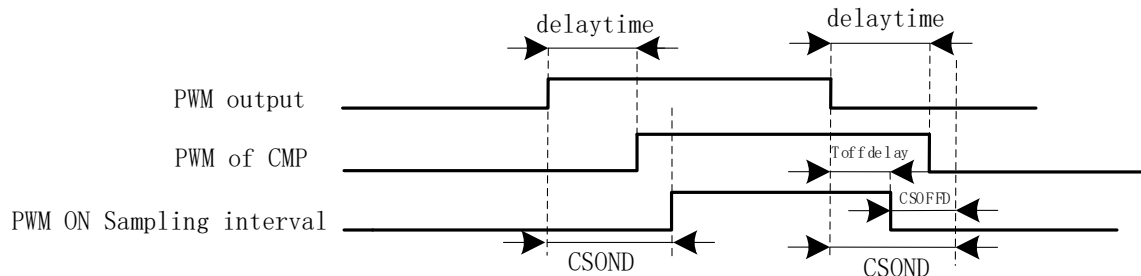 delaytime
delaytime
PWM output
PWM of CMP
Toffdelay
CSOFFD
PWM ON Sampling interval
CSOND
CSOND